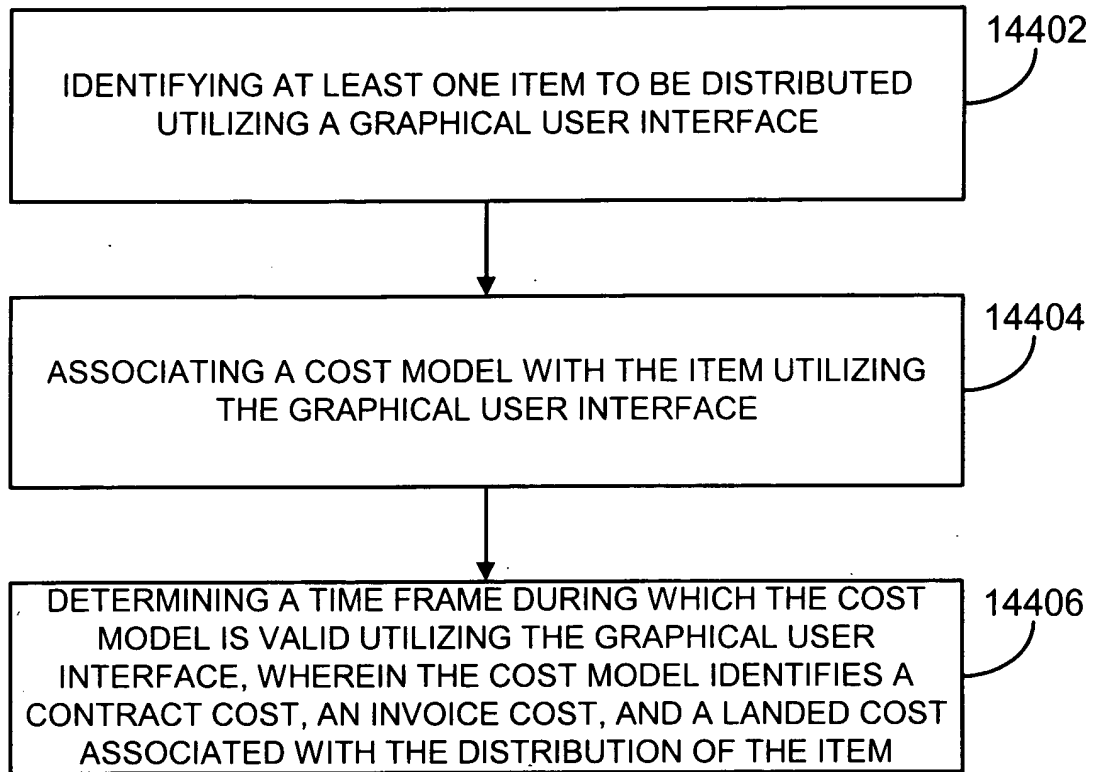 14402
IDENTIFYING AT LEAST ONE ITEM TO BE DISTRIBUTED
UTILIZING A GRAPHICAL USER INTERFACE
14404
ASSOCIATING A COST MODEL WITH THE ITEM UTILIZING
THE GRAPHICAL USER INTERFACE
14406
DETERMINING A TIME FRAME DURING WHICH THE COST
MODEL IS VALID UTILIZING THE GRAPHICAL USER
INTERFACE, WHEREIN THE COST MODEL IDENTIFIES A
CONTRACT COST, AN INVOICE COST, AND A LANDED COST
ASSOCIATED WITH THE DISTRIBUTION OF THE ITEM